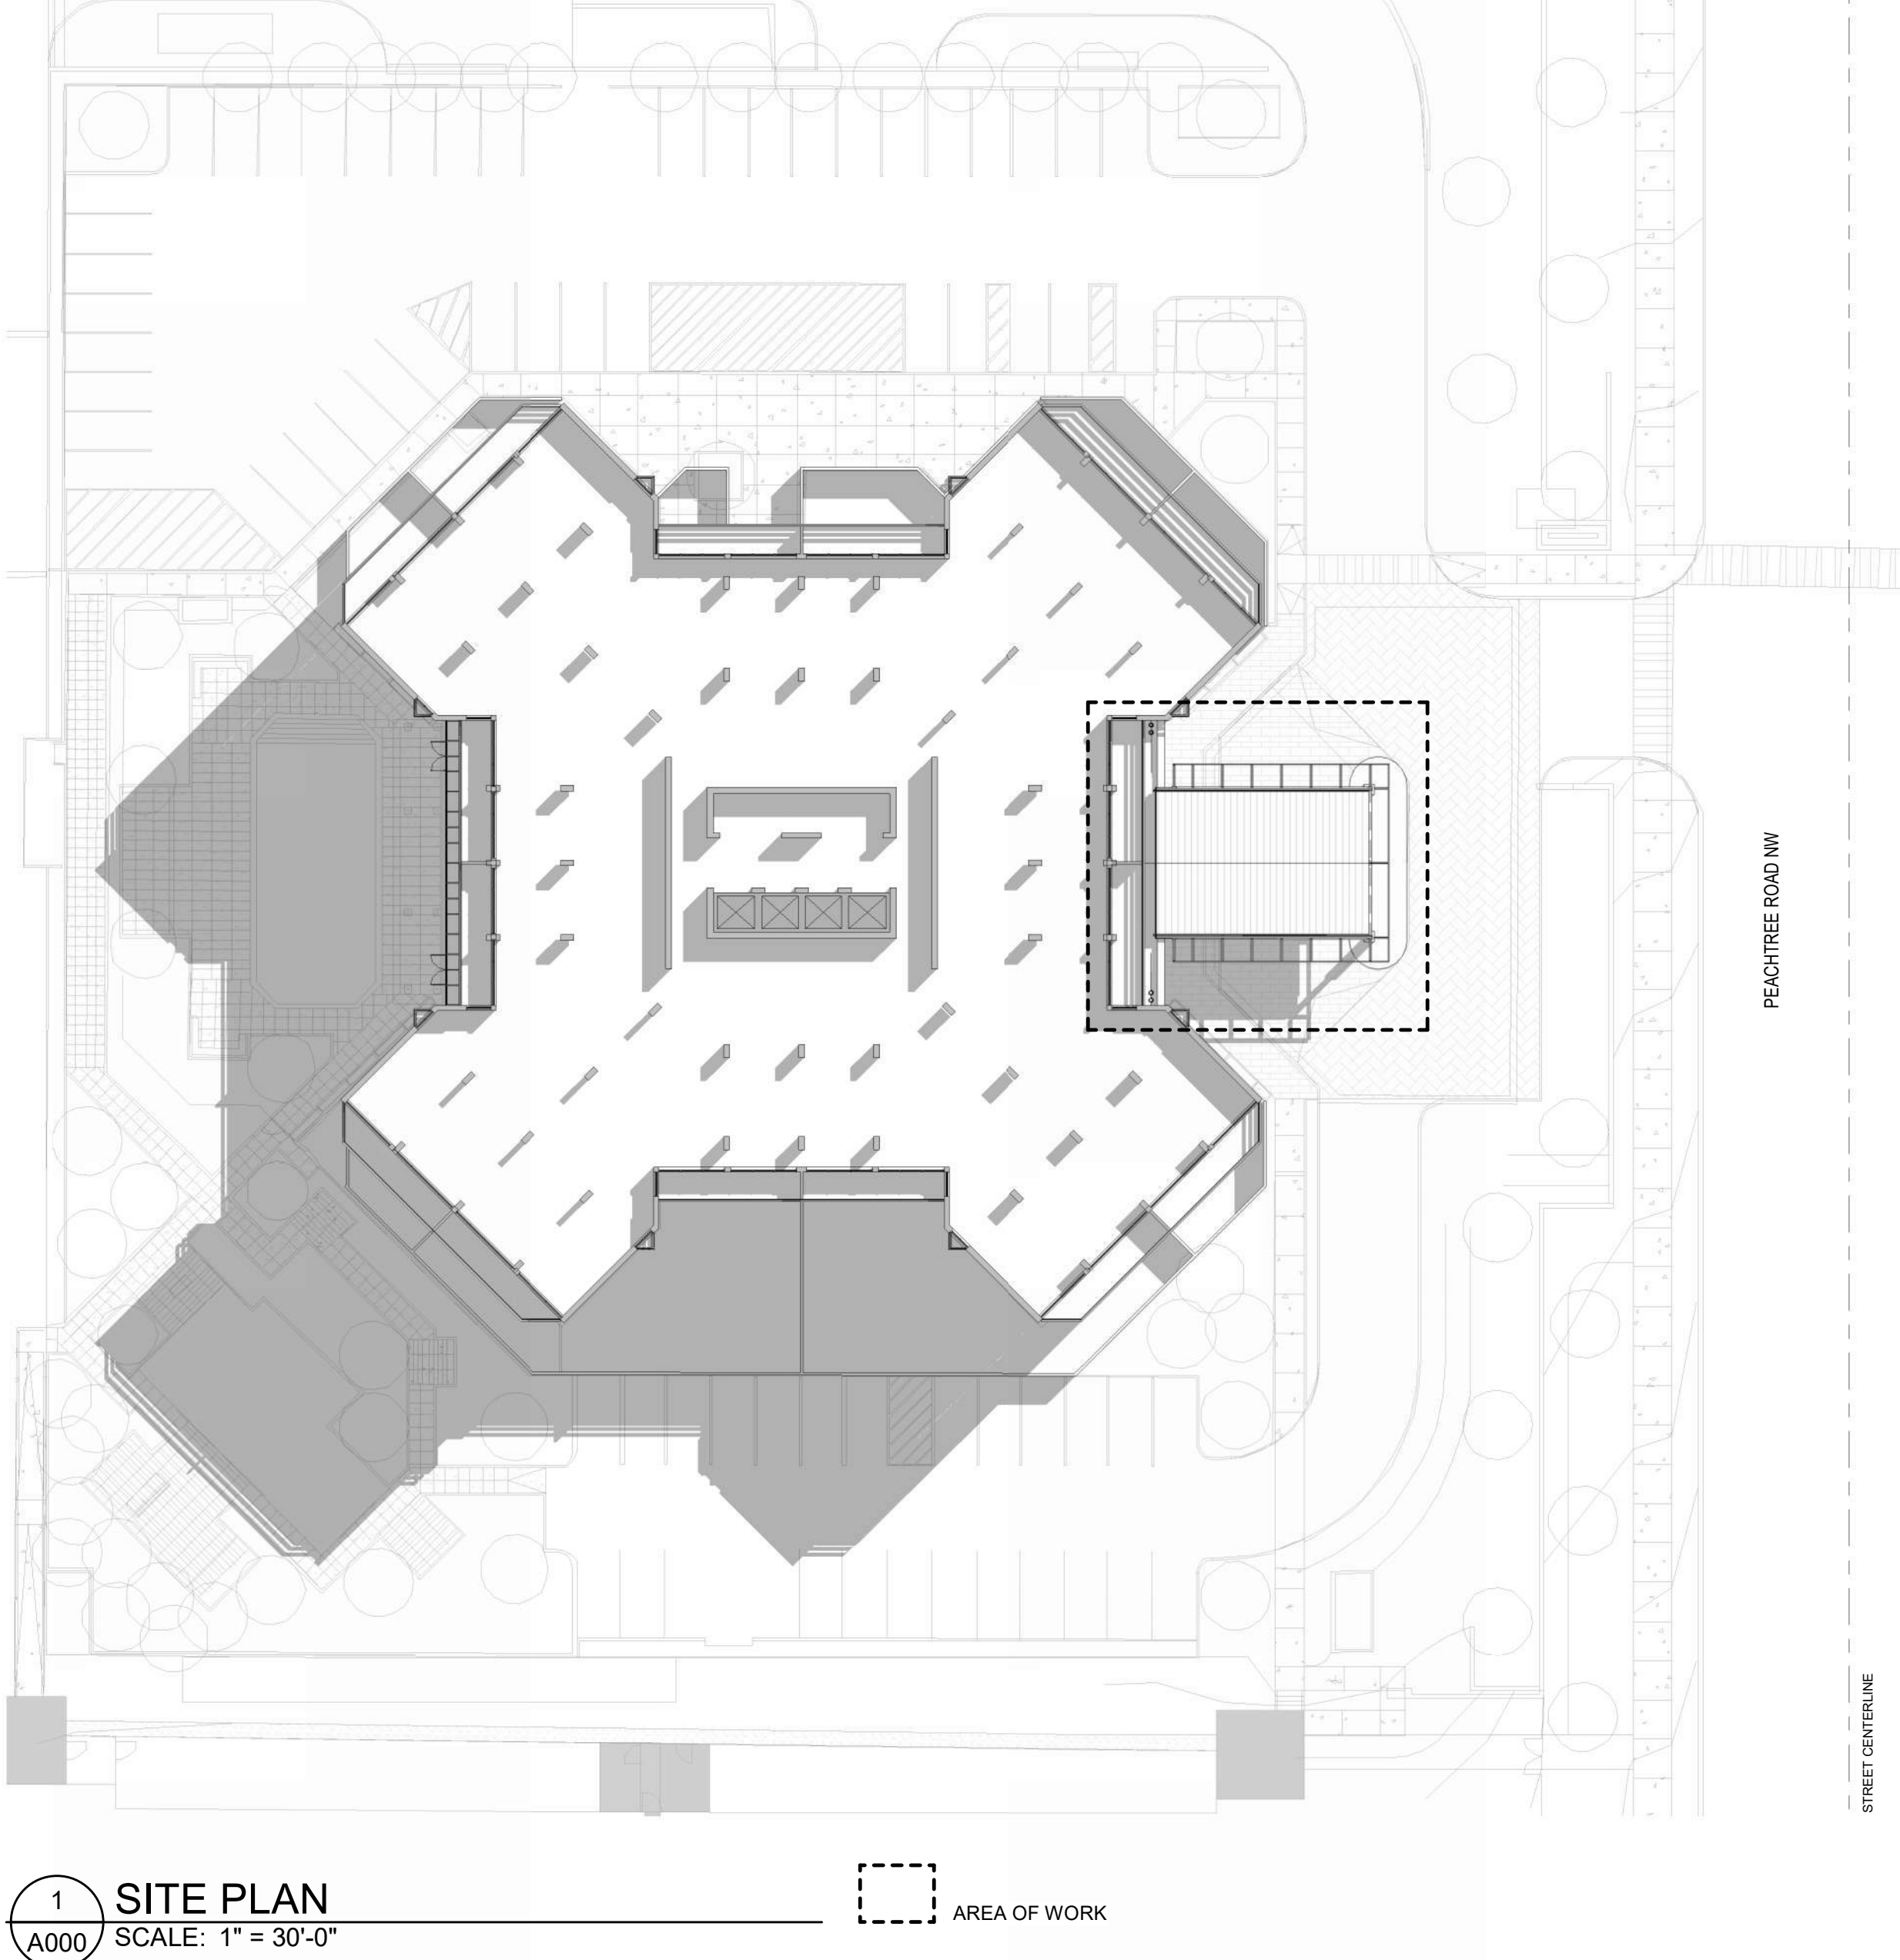 PEACHTREE ROAD NW
STREET CENTERLINE
1
A000
SITE PLAN
SCALE: 1" = 30'-0"
AREA OF WORK